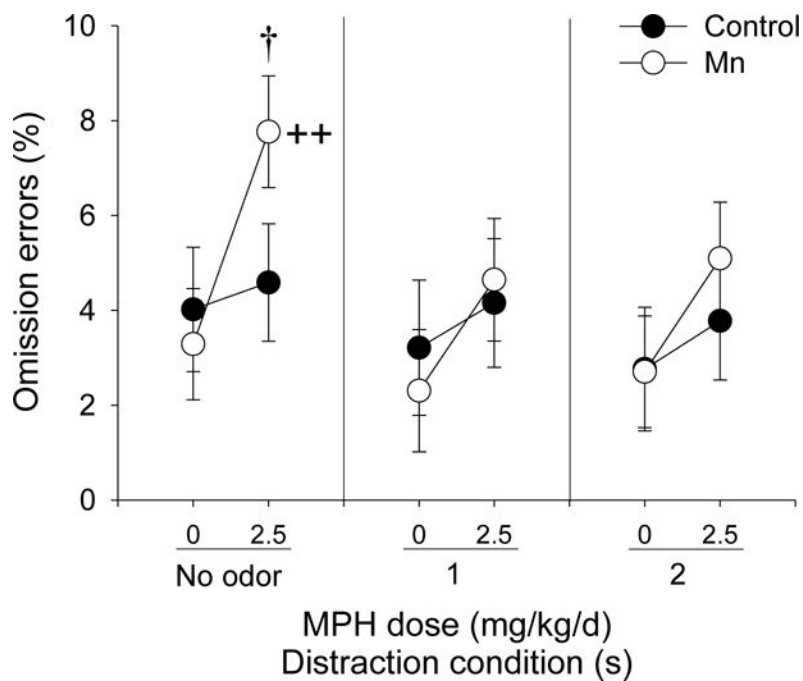 10
†
Control
Mn
8
++
Omission errors (%)
6
4
2
0
0 2.5 0 2.5 0 2.5
No odor 1 2
MPH dose (mg/kg/d)
Distraction condition (s)